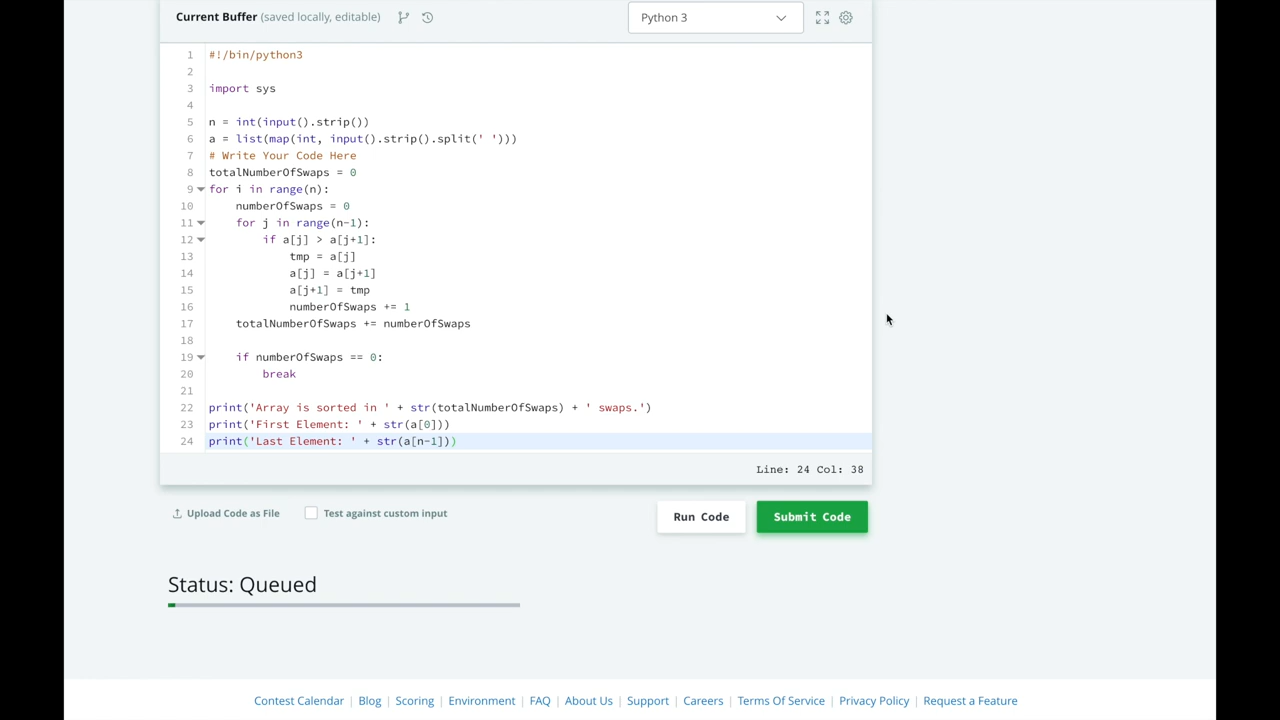 Current Buffer (saved locally, editable)
Python 3
1 #!/bin/python3
2
3 import sys
4
5 n = int(input().strip())
6 a = list(map(int, input().strip().split(' ')))
7 # Write Your Code Here
8 totalNumberOfSwaps = 0
9 for i in range(n):
10     numberOfSwaps = 0
11     for j in range(n-1):
12         if a[j] > a[j+1]:
13             tmp = a[j]
14             a[j] = a[j+1]
15             a[j+1] = tmp
16             numberOfSwaps += 1
17     totalNumberOfSwaps += numberOfSwaps
18
19     if numberOfSwaps == 0:
20         break
21
22 print('Array is sorted in ' + str(totalNumberOfSwaps) + ' swaps.')
23 print('First Element: ' + str(a[0]))
24 print('Last Element: ' + str(a[n-1]))
Line: 24 Col: 38
Upload Code as File
Test against custom input
Run Code
Submit Code
Status: Queued
Contest Calendar | Blog | Scoring | Environment | FAQ | About Us | Support | Careers | Terms Of Service | Privacy Policy | Request a Feature